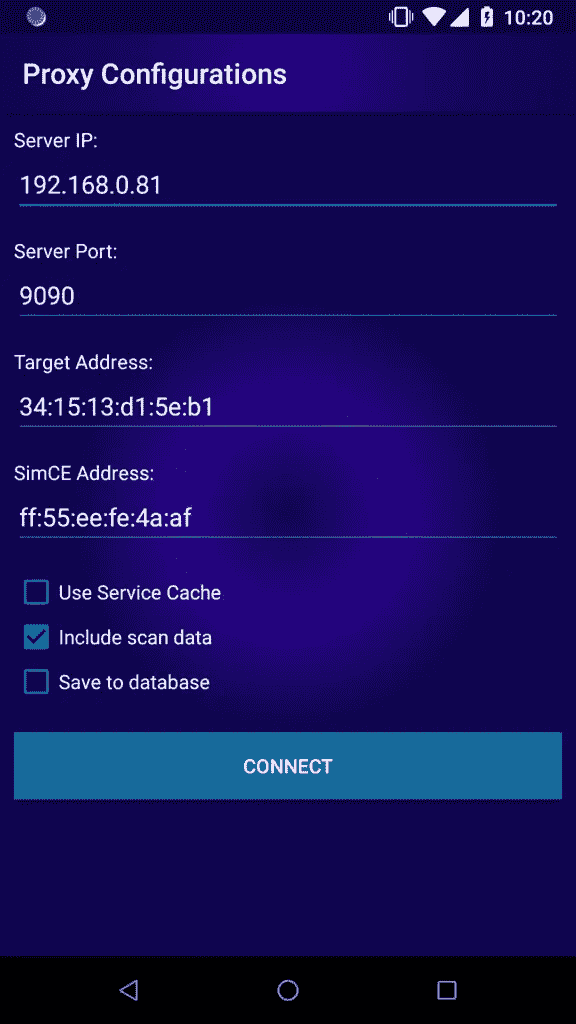 10:20
Proxy Configurations
Server IP:
192.168.0.81
Server Port:
9090
Target Address:
34:15:13:d1:5e:b1
SimCE Address:
ff:55:ee:fe:4a:af
Use Service Cache
Include scan data
Save to database
CONNECT